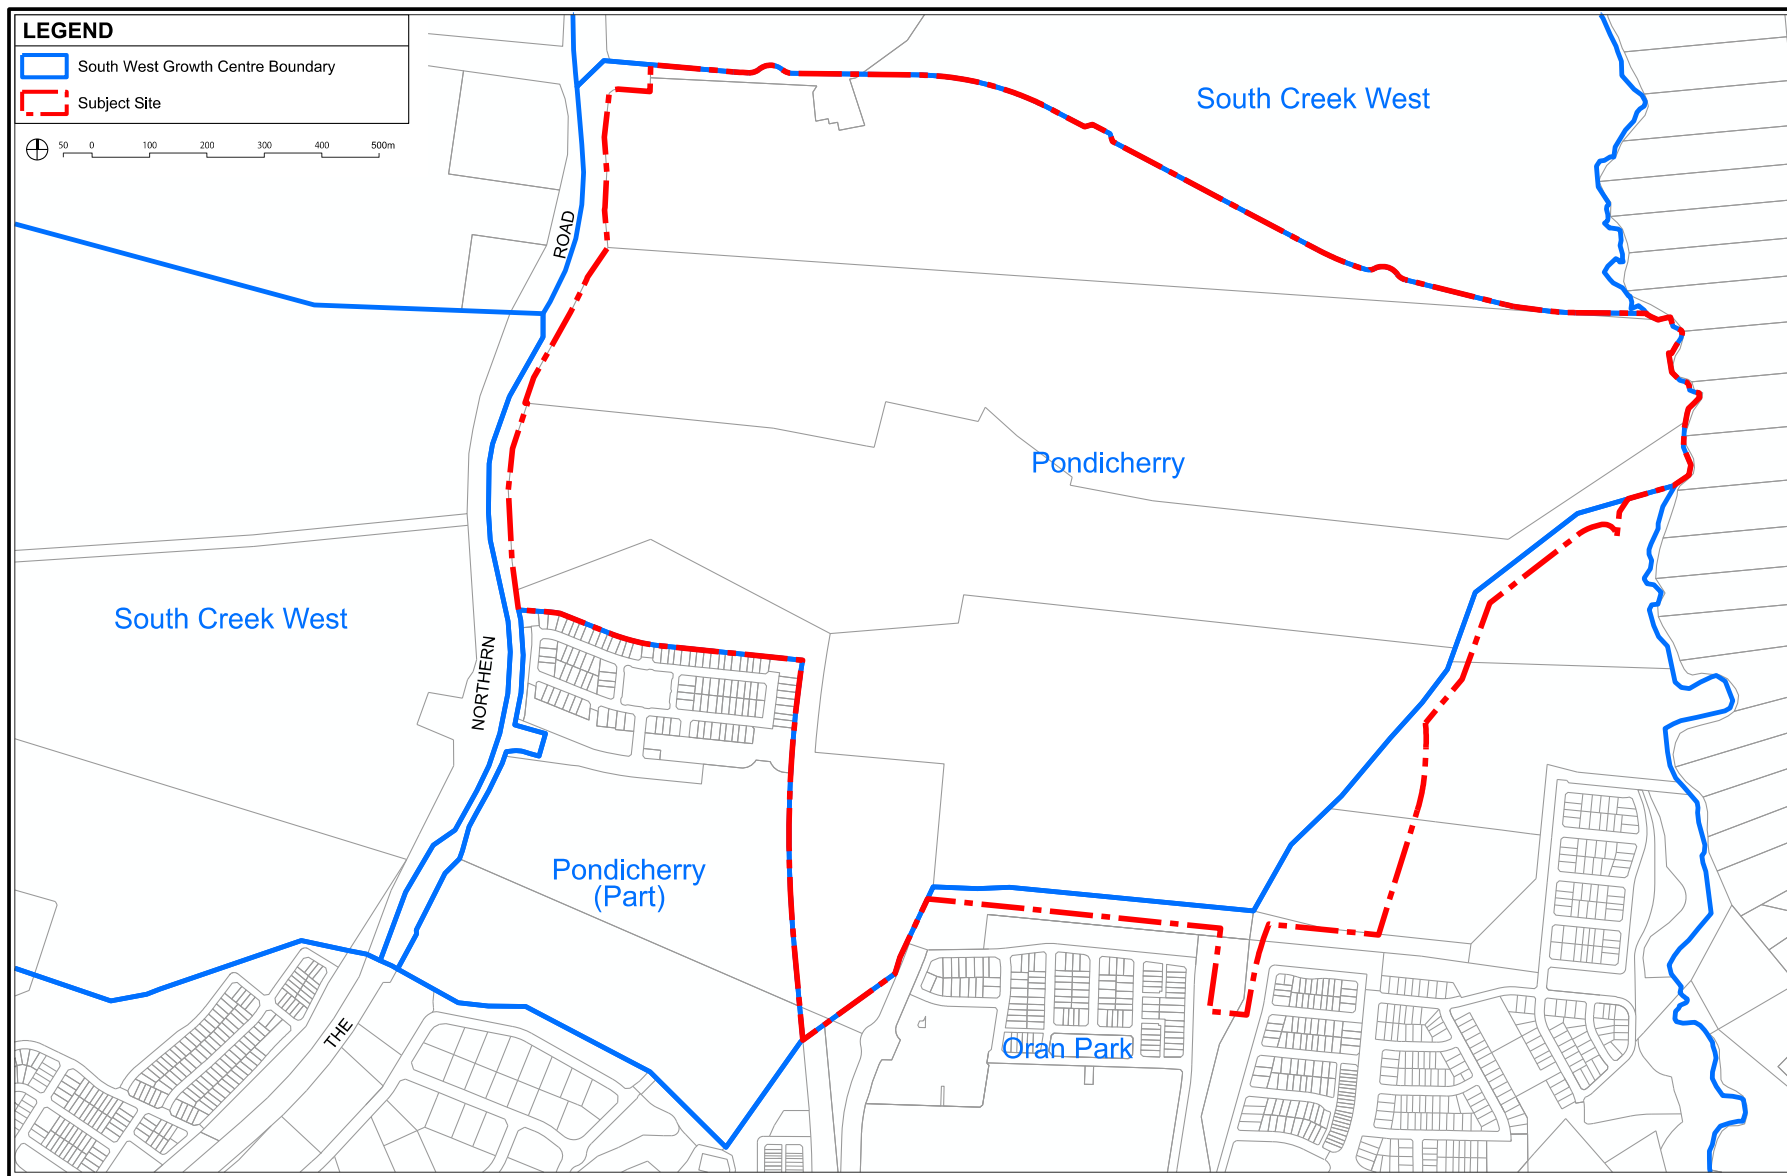 LEGEND
South West Growth Centre Boundary
Subject Site
50 0 100 200 300 400 500m
South Creek West
ROAD
Pondicherry
South Creek West
NORTHERN
Pondicherry
(Part)
THE
Oran Park